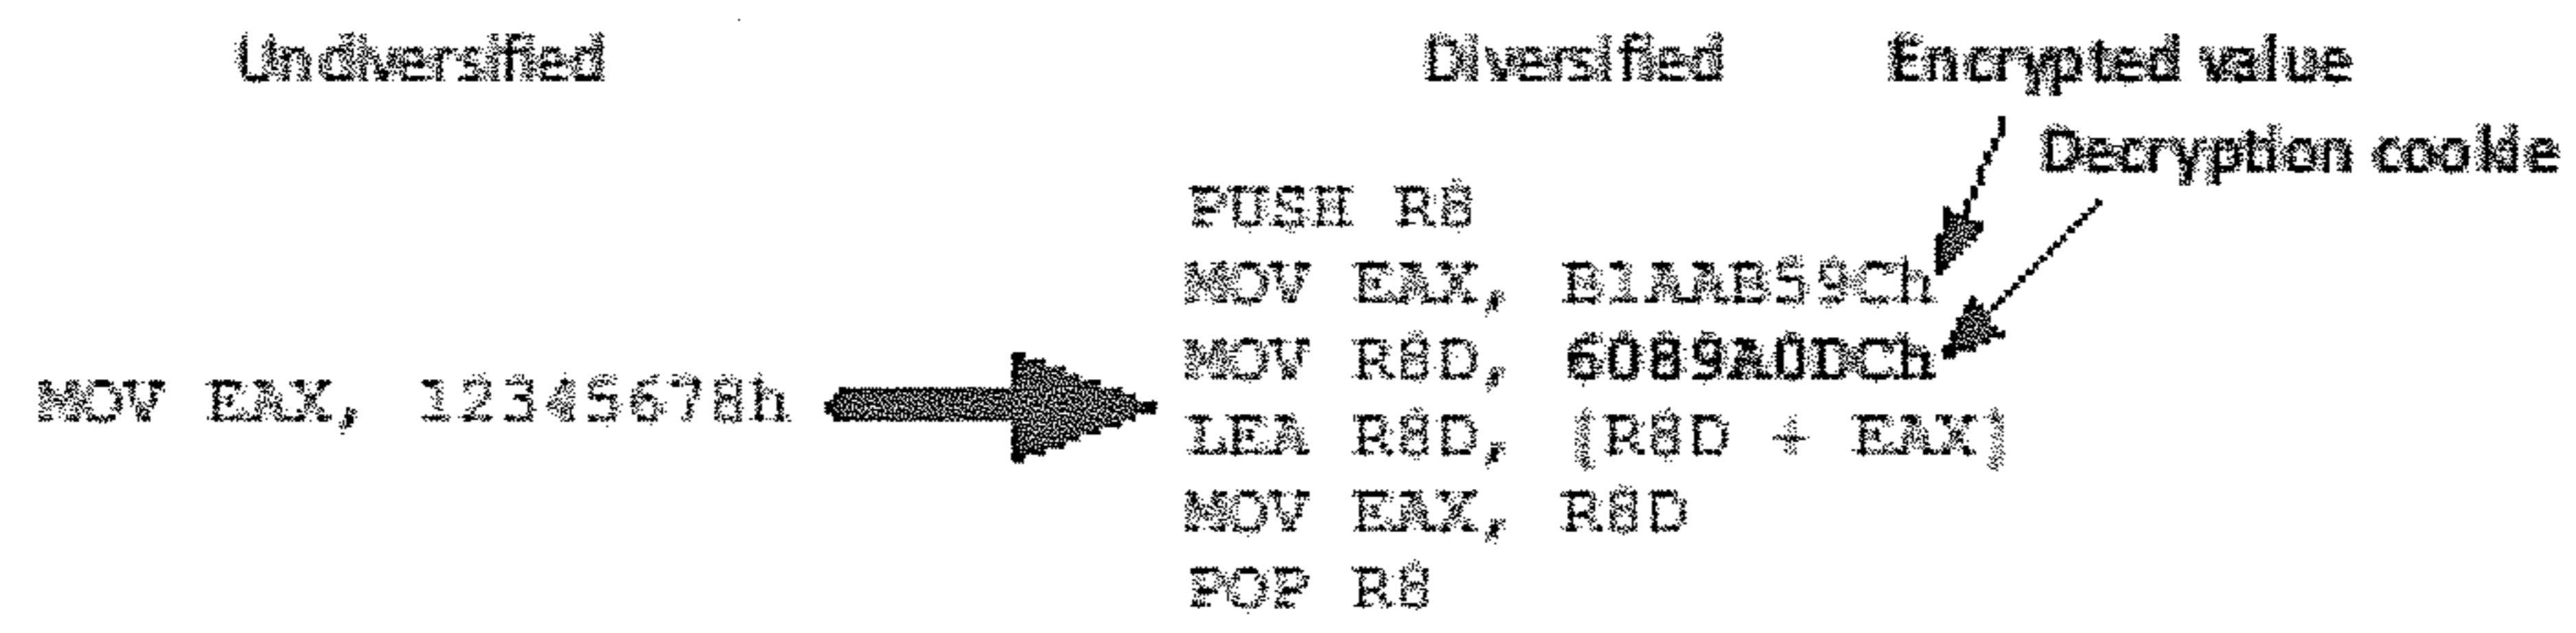 Undiversified
Diversified
Encrypted value
Decryption cookie
MOV EAX, 12345678h
PUSH R8
MOV EAX, B1AAB59Ch
MOV R8D, 6089A0DCh
LEA R8D, [R8D + EAX]
MOV EAX, R8D
POP R8